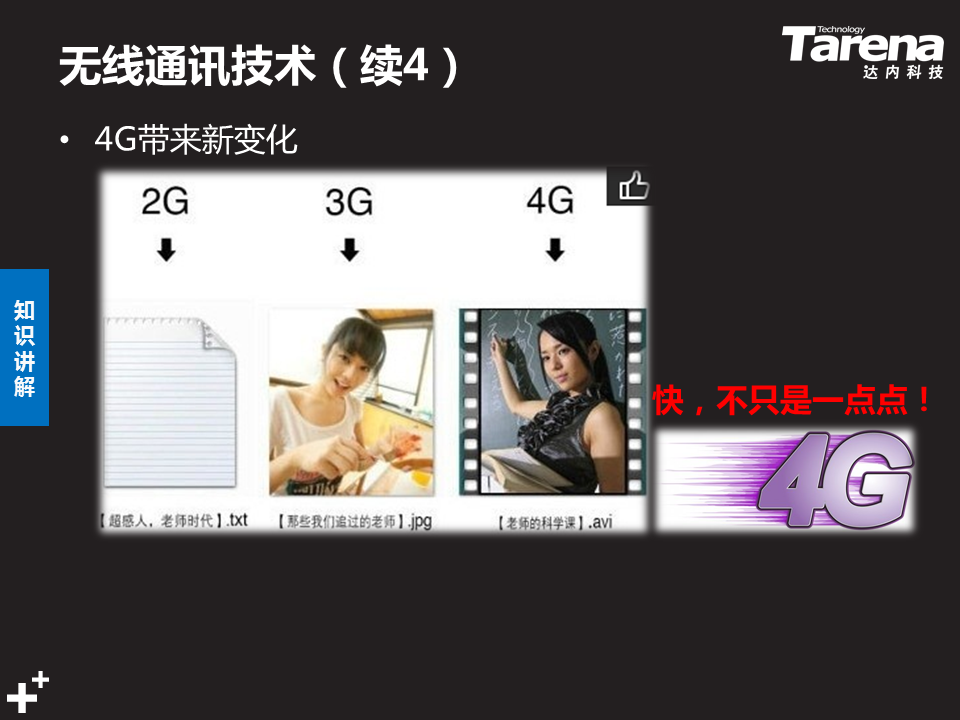 无线通讯技术（续4）
Technology
Tarena
达内科技
• 4G带来新变化
2G 3G 4G
知识讲解
快，不只是一点点！
4G
【超感人，老师时代】.txt 【那些我们追过的老师】.jpg 【老师的科学课】.avi